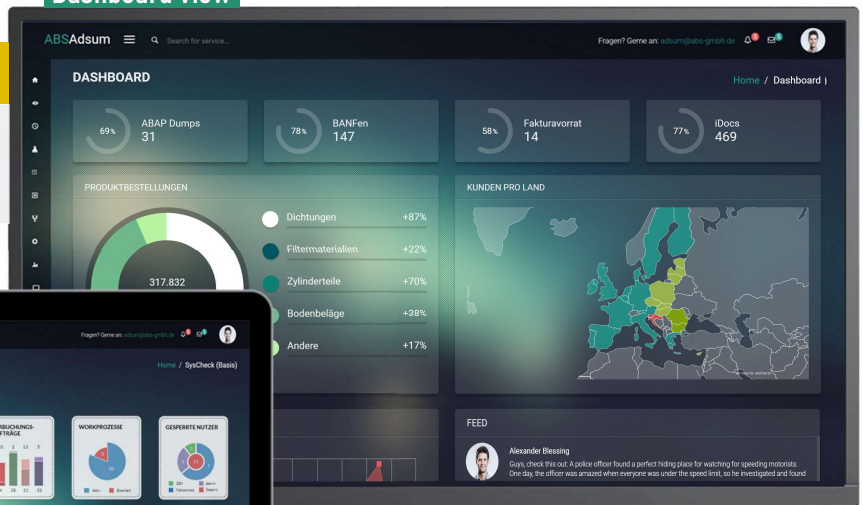 Dashboard View
ABSAdsum
Search for service...
Fragen? Gerne an: adsum@abs-gmbh.de
DASHBOARD
Home / Dashboard
69%
ABAP Dumps
31
78%
BANFen
147
58%
Fakturavorrat
14
77%
iDocs
469
PRODUKTBESTELLUNGEN
317.832
Dichtungen +87%
Filtermaterialien +22%
Zylinderteile +70%
Bodenbeläge +38%
Andere +17%
KUNDEN PRO LAND
FEED
Alexander Blessing
Guys, check this out: A police officer found a perfect hiding place for watching for speeding motorists.
One day, the officer was amazed when everyone was under the speed limit, so he investigated and found
Fragen? Gerne an: adsum@abs-gmbh.de
Home / SysCheck (Basis)
WORKPROZESSE
GESPERRTE NUTZER